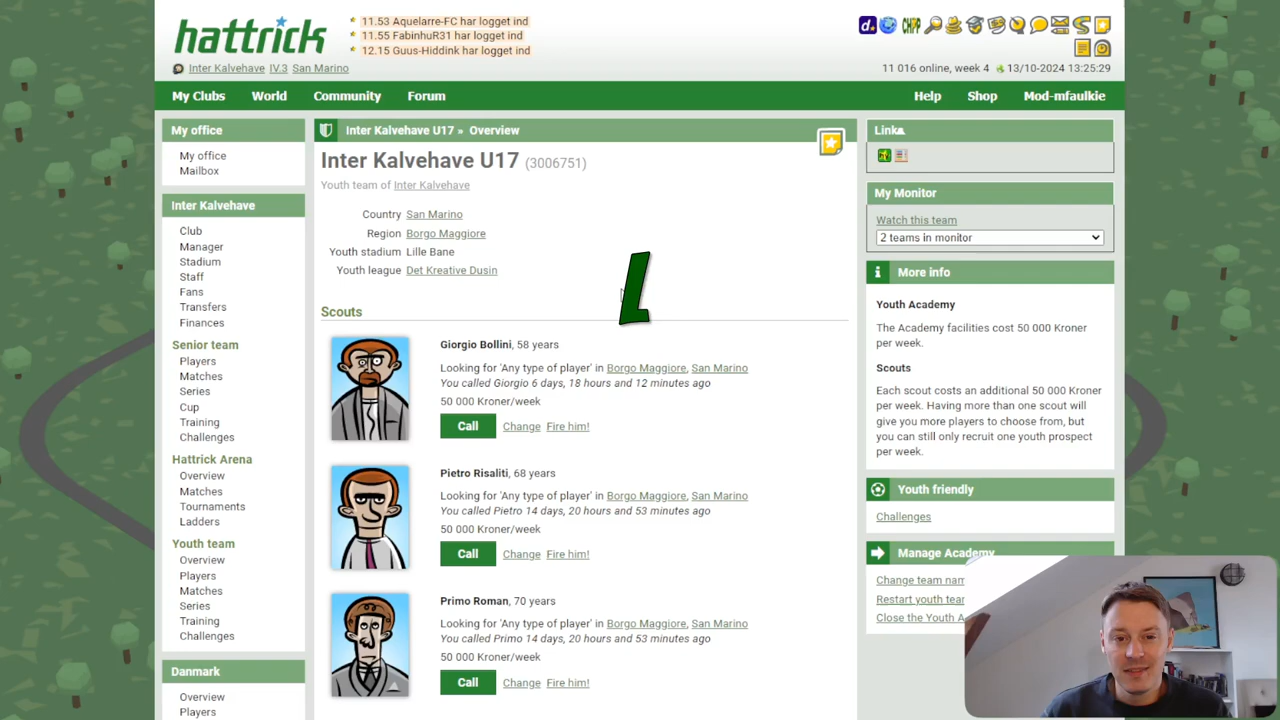 hattrick
11.53 Aquelarre-FC har logget ind
11.55 FabinhuR31 har logget ind
12.15 Guus-Hiddink har logget ind
CHPP
Inter Kalvehave IV.3 San Marino
11 016 online, week 4 13/10-2024 13:25:29
My Clubs World Community Forum Help Shop Mod-mfaulkie
My office
My office
Mailbox
Inter Kalvehave
Club
Manager
Stadium
Staff
Fans
Transfers
Finances
Senior team
Players
Matches
Series
Cup
Training
Challenges
Hattrick Arena
Overview
Matches
Tournaments
Ladders
Youth team
Overview
Players
Matches
Series
Training
Challenges
Danmark
Overview
Players
Inter Kalvehave U17 » Overview
Inter Kalvehave U17 (3006751)
Youth team of Inter Kalvehave
Country San Marino
Region Borgo Maggiore
Youth stadium Lille Bane
Youth league Det Kreative Dusin
L
Scouts
Giorgio Bollini, 58 years
Looking for 'Any type of player' in Borgo Maggiore, San Marino
You called Giorgio 6 days, 18 hours and 12 minutes ago
50 000 Kroner/week
Call Change Fire him!
Pietro Risaliti, 68 years
Looking for 'Any type of player' in Borgo Maggiore, San Marino
You called Pietro 14 days, 20 hours and 53 minutes ago
50 000 Kroner/week
Call Change Fire him!
Primo Roman, 70 years
Looking for 'Any type of player' in Borgo Maggiore, San Marino
You called Primo 14 days, 20 hours and 53 minutes ago
50 000 Kroner/week
Call Change Fire him!
Links
My Monitor
Watch this team
2 teams in monitor
More info
Youth Academy
The Academy facilities cost 50 000 Kroner
per week.
Scouts
Each scout costs an additional 50 000 Kroner
per week. Having more than one scout will
give you more players to choose from, but
you can still only recruit one youth prospect
per week.
Youth friendly
Challenges
Manage Academy
Change team nam
Restart youth tear
Close the Youth A